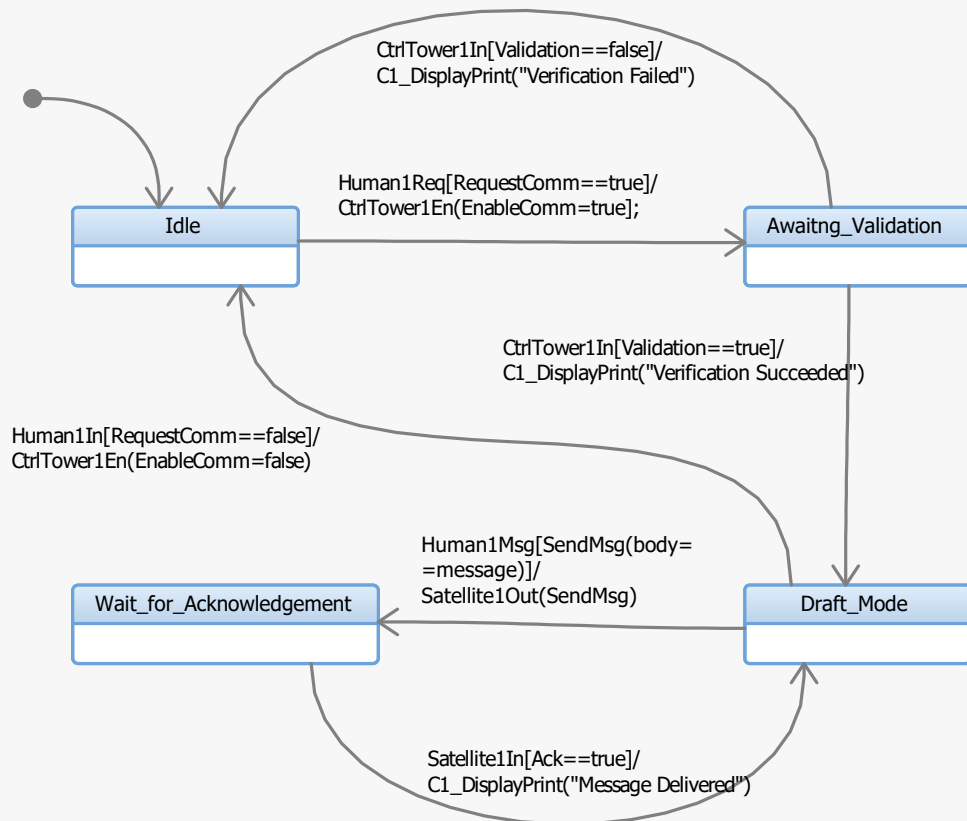 CtrlTower1In[Validation==false]/
C1_DisplayPrint("Verification Failed")
Human1Req[RequestComm==true]/
CtrlTower1En(EnableComm=true];
Idle
Awaitng_Validation
CtrlTower1In[Validation==true]/
C1_DisplayPrint("Verification Succeeded")
Human1In[RequestComm==false]/
CtrlTower1En(EnableComm=false)
Human1Msg[SendMsg(body=
=message)]/
Satellite1Out(SendMsg)
Wait_for_Acknowledgement
Draft_Mode
Satellite1In[Ack==true]/
C1_DisplayPrint("Message Delivered")